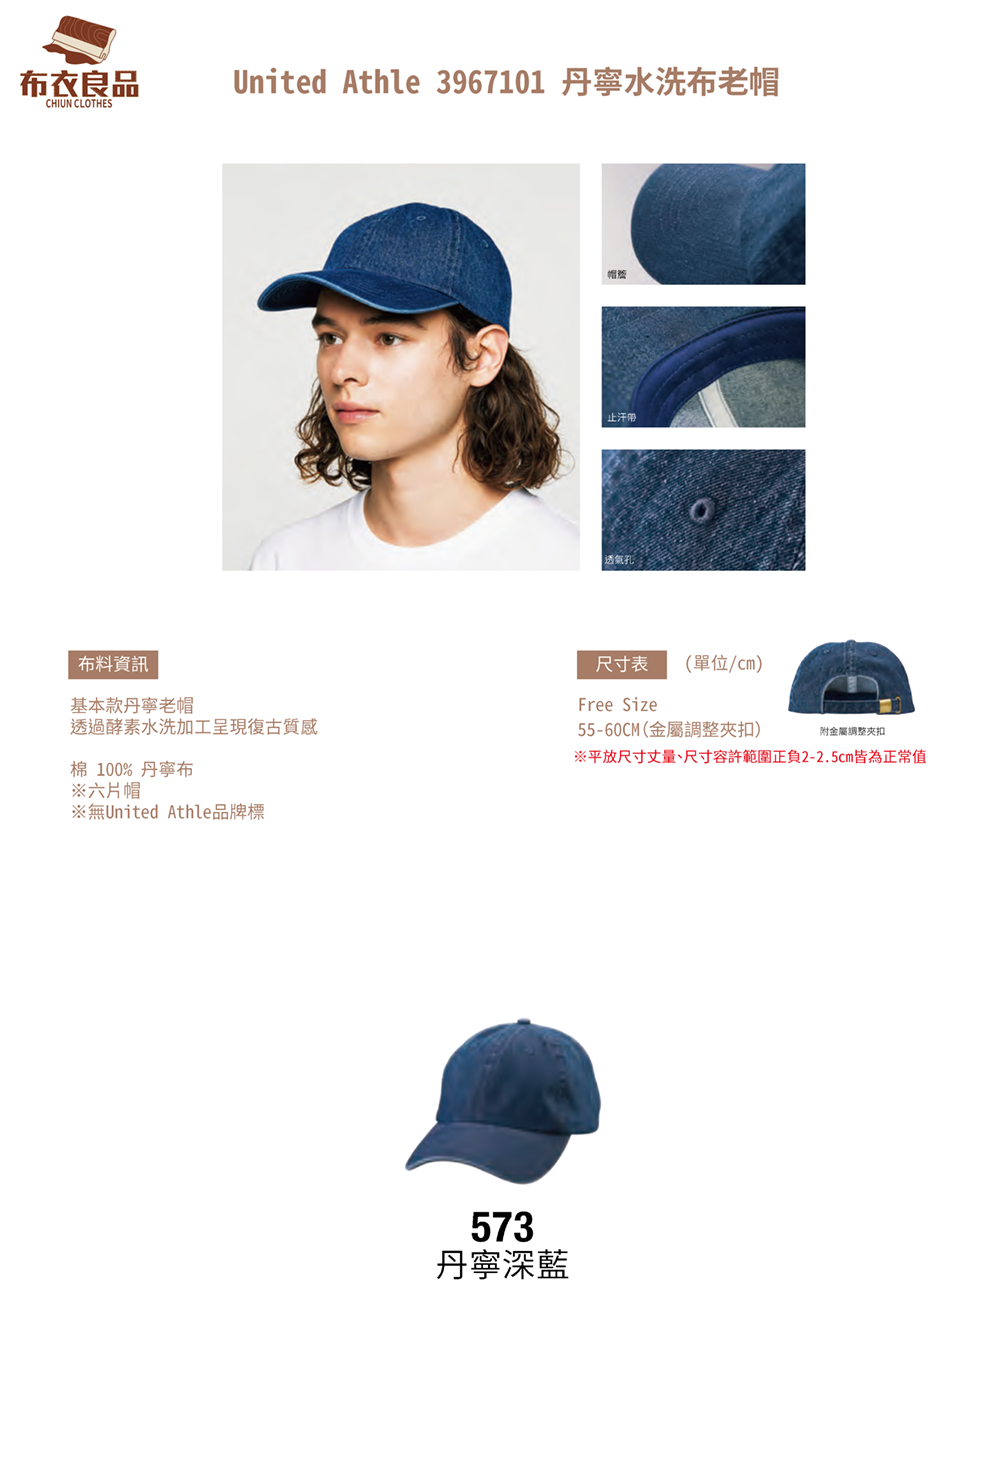 布衣良品
CHIUN CLOTHES
United Athle 3967101 丹寧水洗布老帽
帽簷
止汗帶
透氣孔
布料資訊
基本款丹寧老帽
透過酵素水洗加工呈現復古質感
棉 100% 丹寧布
※六片帽
※無United Athle品牌標
尺寸表 (單位/cm)
Free Size
55-60CM(金屬調整夾扣)
附金屬調整夾扣
※平放尺寸丈量、尺寸容許範圍正負2-2.5cm皆為正常值
573
丹寧深藍